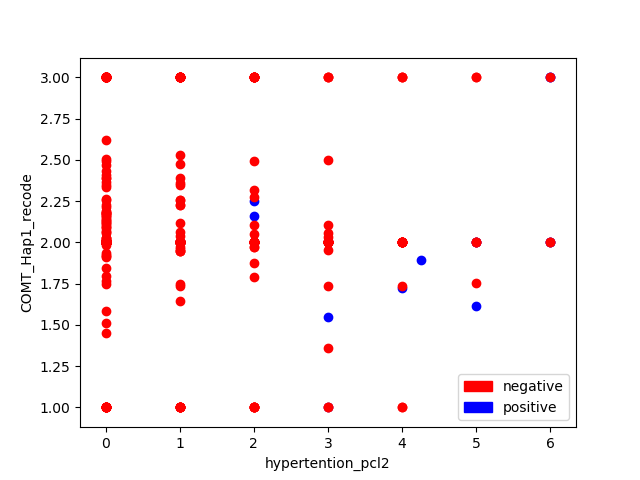 3.00
2.75
2.50
2.25
2.00
1.75
1.50
1.25
1.00
COMT_Hap1_recode
0 1 2 3 4 5 6
hypertention_pcl2
negative
positive